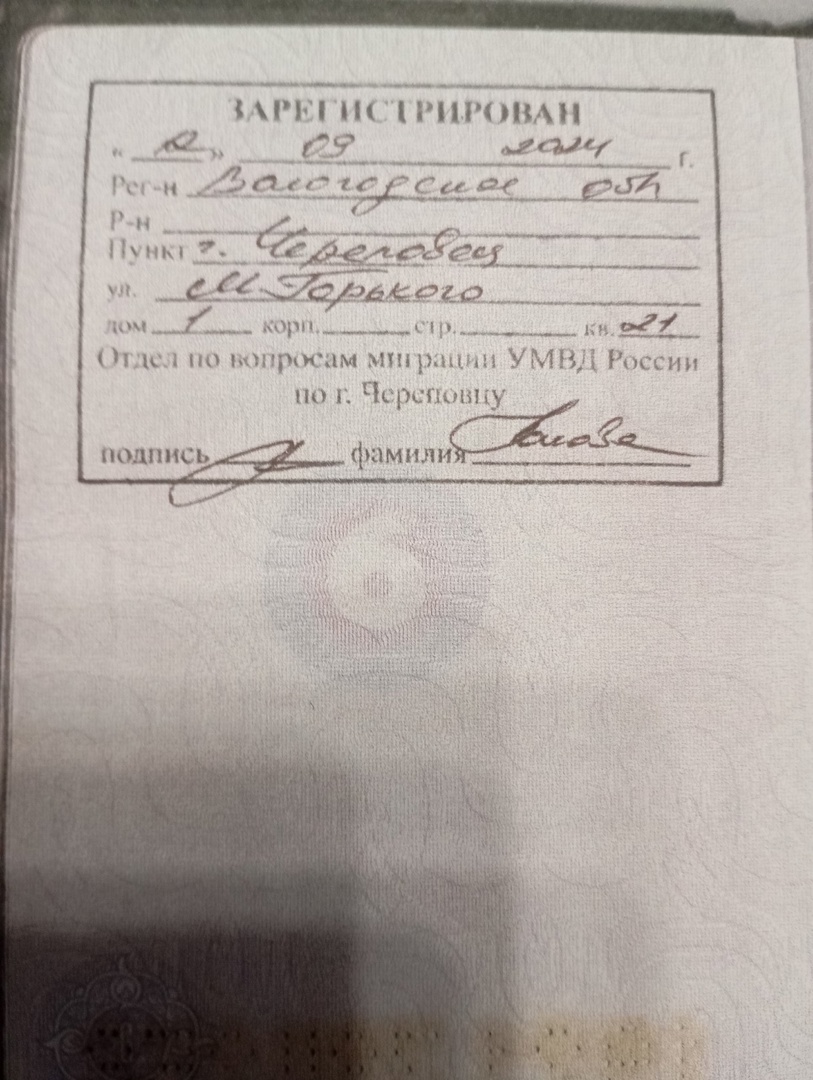 ЗАРЕГИСТРИРОВАН
« » 09 2024 г.
Рег-н Вологодская обл
Р-н
Пункт г. Череповец
ул. М. Горького
дом 1 корп. стр. кв. 21
Отдел по вопросам миграции УМВД России
по г. Череповцу
подпись фамилия